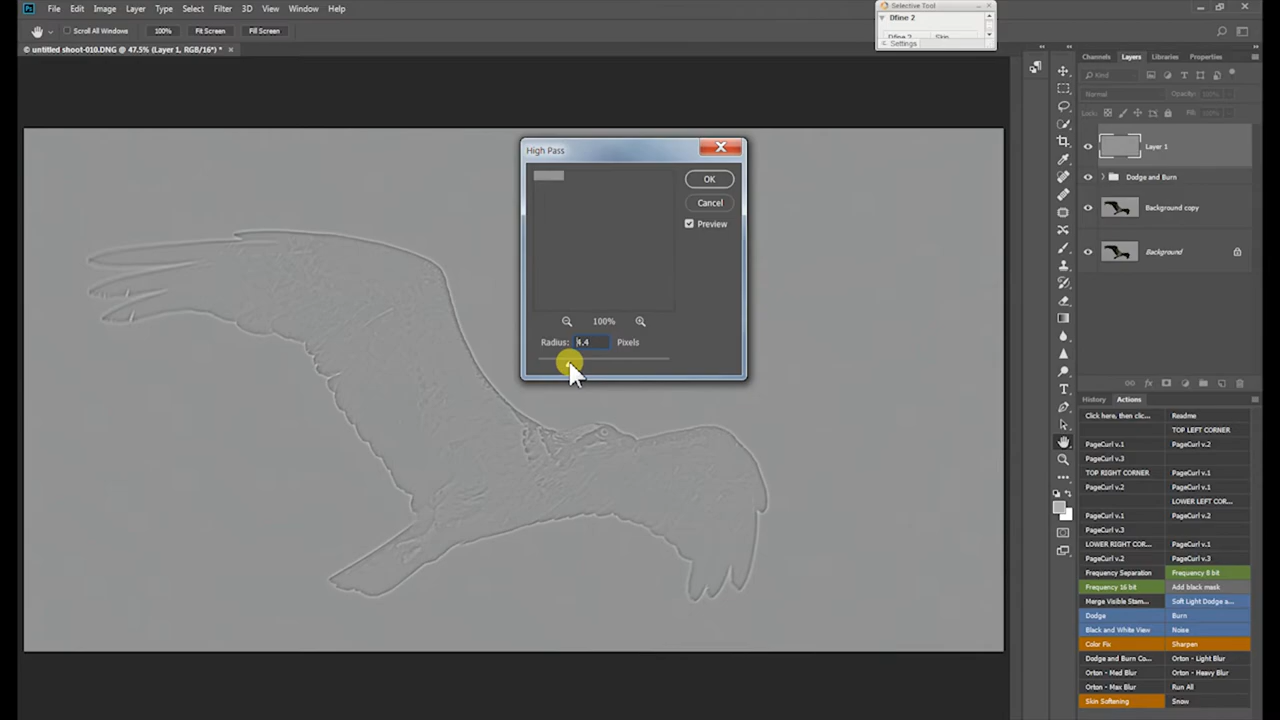 Ps File Edit Image Layer Type Select Filter 3D View Window Help
Scroll All Windows 100% Fit Screen Fill Screen
© untitled shoot-010.DNG @ 47.5% (Layer 1, RGB/16*) *
Selective Tool
Dfine 2
Dfine 2 Skin
Settings
High Pass
OK
Cancel
Preview
100%
Radius: 4.4 Pixels
Channels Layers Libraries Properties
Kind
Normal Opacity: 100%
Lock: Fill: 100%
Layer 1
Dodge and Burn
Background copy
Background
fx
History Actions
Click here, then clic... Readme
TOP LEFT CORNER
PageCurl v.1 PageCurl v.2
PageCurl v.3
TOP RIGHT CORNER PageCurl v.1
PageCurl v.2 PageCurl v.1
LOWER LEFT COR...
PageCurl v.1 PageCurl v.2
PageCurl v.3
LOWER RIGHT COR... PageCurl v.1
PageCurl v.2 PageCurl v.3
Frequency Separation Frequency 8 bit
Frequency 16 bit Add black mask
Merge Visible Stam... Soft Light Dodge a...
Dodge Burn
Black and White View Noise
Color Fix Sharpen
Dodge and Burn Co... Orton - Light Blur
Orton - Med Blur Orton - Heavy Blur
Orton - Max Blur Run All
Skin Softening Snow